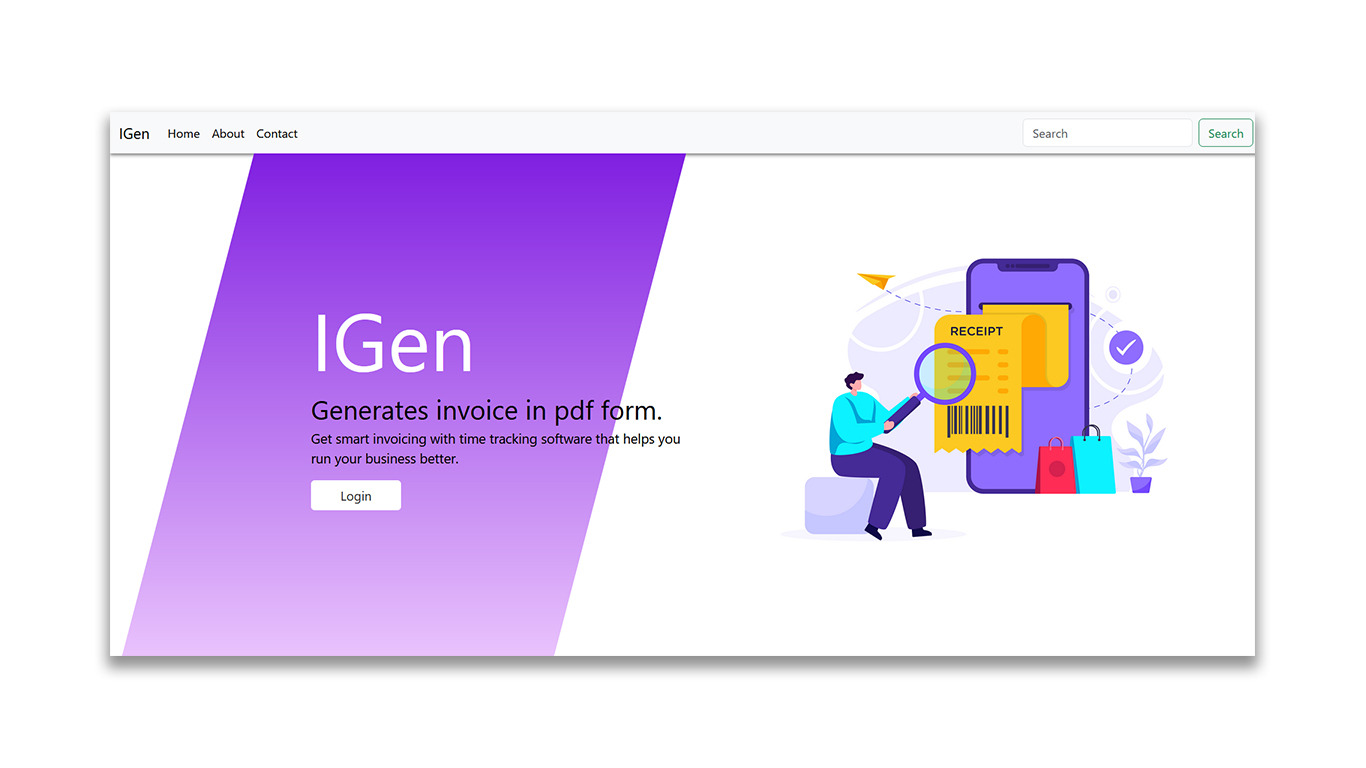 IGen Home About Contact Search Search
IGen
Generates invoice in pdf form.
Get smart invoicing with time tracking software that helps you
run your business better.
Login
RECEIPT